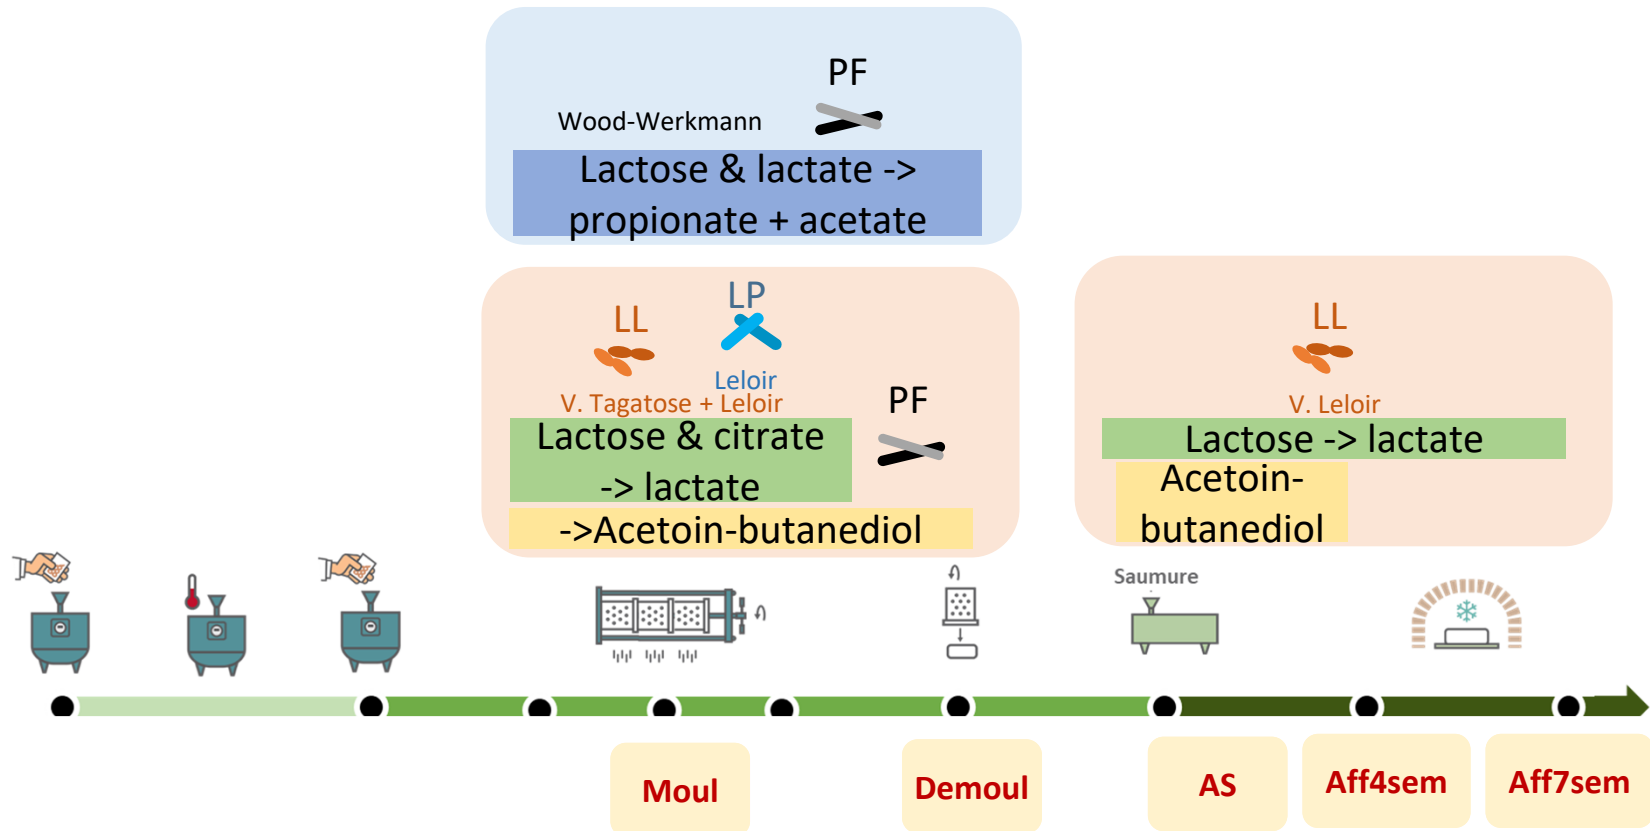 PF
Wood-Werkmann
Lactose & lactate ->
propionate + acetate
LP
LL
Leloir
V. Tagatose + Leloir
PF
Lactose & citrate
-> lactate
->Acetoin-butanediol
LL
V. Leloir
Lactose -> lactate
Acetoin-
butanediol
Saumure
Moul
Demoul
AS
Aff4sem
Aff7sem